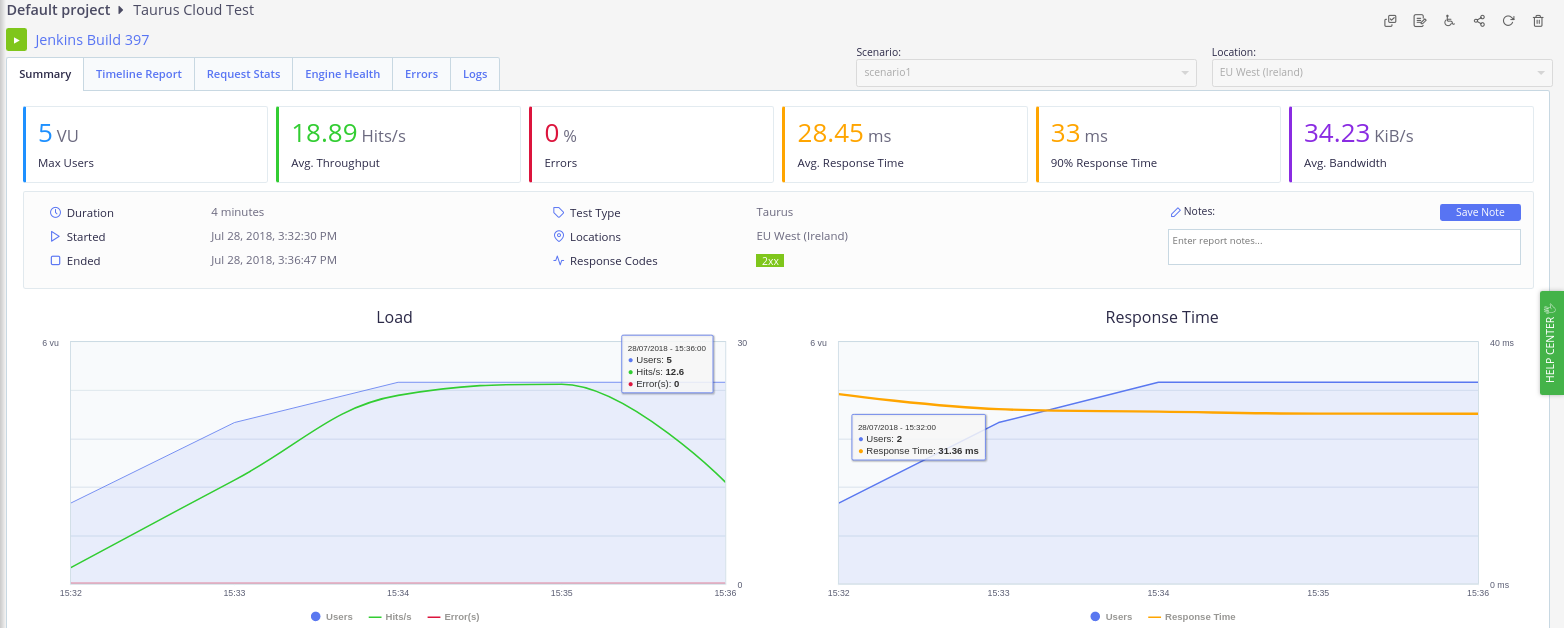 Default project Taurus Cloud Test
Jenkins Build 397
Scenario:
scenario1
Location:
EU West (Ireland)
Summary Timeline Report Request Stats Engine Health Errors Logs
5 VU
Max Users
18.89 Hits/s
Avg. Throughput
0 %
Errors
28.45 ms
Avg. Response Time
33 ms
90% Response Time
34.23 KiB/s
Avg. Bandwidth
Duration 4 minutes
Started Jul 28, 2018, 3:32:30 PM
Ended Jul 28, 2018, 3:36:47 PM
Test Type Taurus
Locations EU West (Ireland)
Response Codes 2xx
Notes: Save Note
Enter report notes...
HELP CENTER
Load
6 vu
30
28/07/2018 - 15:36:00
Users: 5
Hits/s: 12.6
Error(s): 0
0
15:32 15:33 15:34 15:35 15:36
Users Hits/s Error(s)
Response Time
6 vu
40 ms
28/07/2018 - 15:32:00
Users: 2
Response Time: 31.36 ms
0 ms
15:32 15:33 15:34 15:35 15:36
Users Response Time